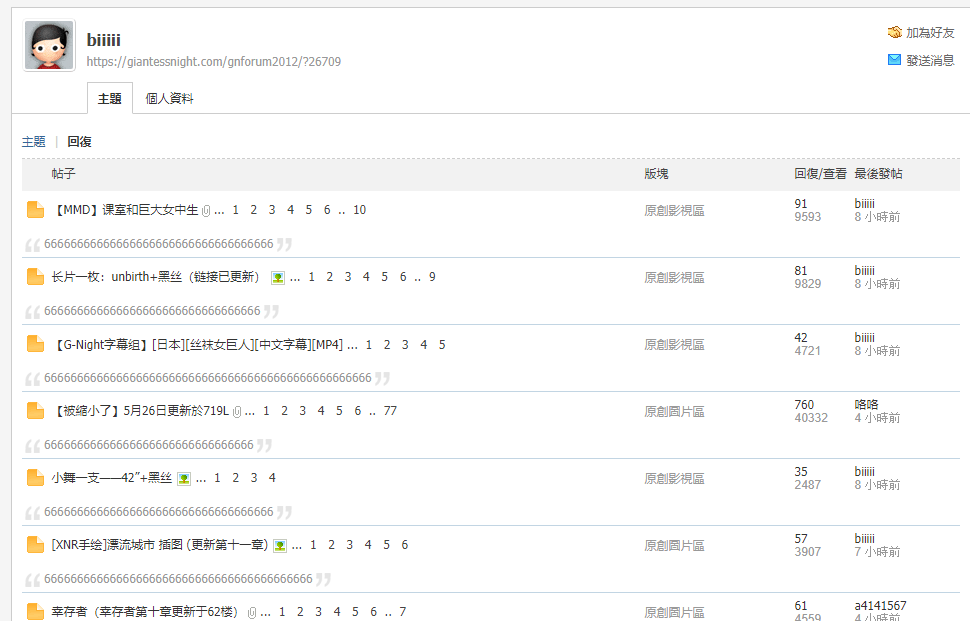 biiiii
https://giantessnight.com/gnforum2012/?26709
加為好友
發送消息
主題 個人資料
主題 | 回復
帖子 版塊 回復/查看 最後發帖
【MMD】课室和巨大女中生 ... 1 2 3 4 5 6 .. 10 原創影視區 91 biiiii
9593 8 小時前
66666666666666666666666666666666666
长片一枚：unbirth+黑丝（链接已更新） ... 1 2 3 4 5 6 .. 9 原創影視區 81 biiiii
9829 8 小時前
666666666666666666666666666666666
【G-Night字幕组】[日本][丝袜女巨人][中文字幕][MP4] ... 1 2 3 4 5 原創影視區 42 biiiii
4721 8 小時前
66666666666666666666666666666666666666666666666666
【被缩小了】5月26日更新於719L ... 1 2 3 4 5 6 .. 77 原創圖片區 760 咯咯
40332 4 小時前
66666666666666666666666666666666
小舞一支——42”+黑丝 ... 1 2 3 4 原創影視區 35 biiiii
2487 8 小時前
66666666666666666666666666666666666
[XNR手绘]漂流城市 插图 (更新第十一章) ... 1 2 3 4 5 6 原創圖片區 57 biiiii
3907 7 小時前
66666666666666666666666666666666666666666
幸存者（幸存者第十章更新于62楼） ... 1 2 3 4 5 6 .. 7 原創圖片區 61 a4141567
4559 4 小時前